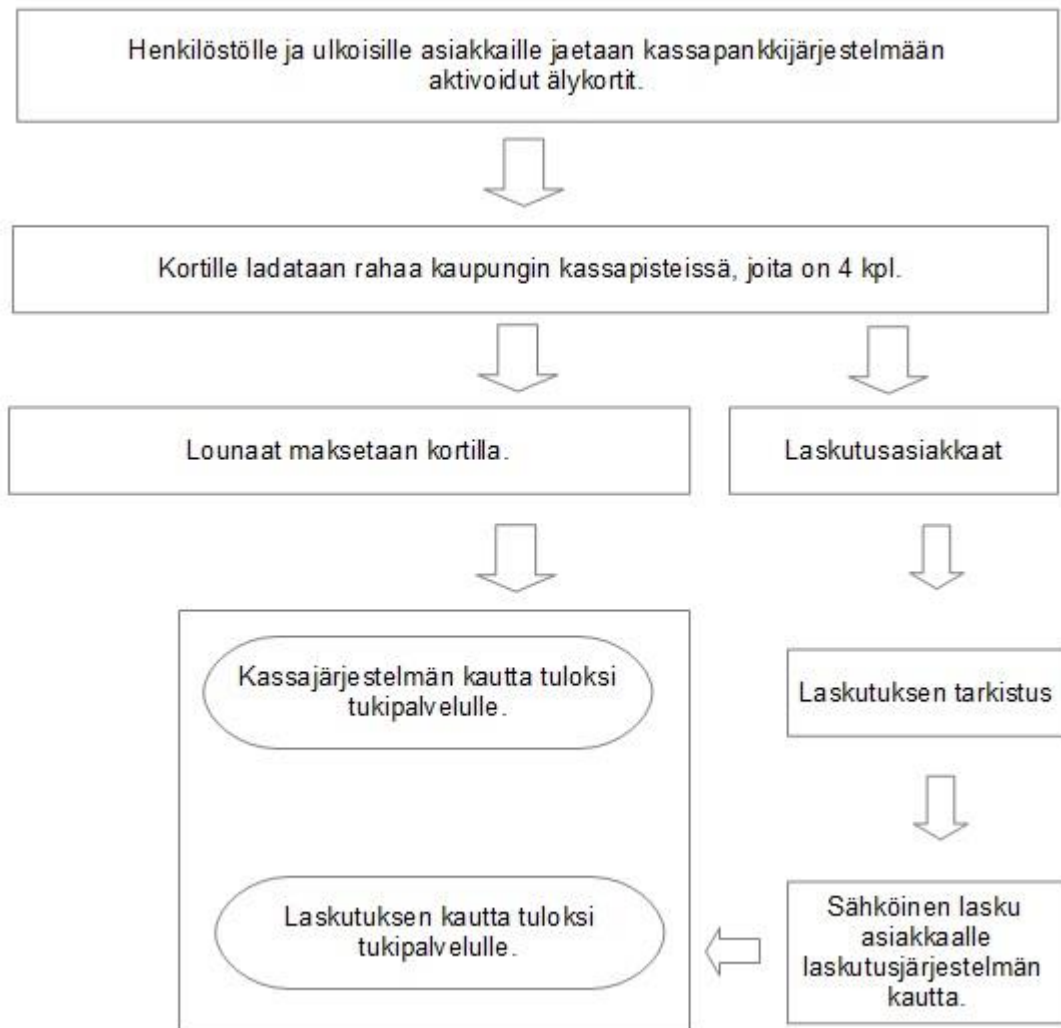 Henkilöstölle ja ulkoisille asiakkaille jaetaan kassapankkijärjestelmään
aktivoidut älykortit.
Kortille ladataan rahaa kaupungin kassapisteissä, joita on 4 kpl.
Lounaat maksetaan kortilla.
Laskutusasiakkaat
Kassajärjestelmän kautta tuloksi
tukipalvelulle.
Laskutuksen tarkistus
Laskutuksen kautta tuloksi
tukipalvelulle.
Sähköinen lasku
asiakkaalle
laskutusjärjestelmän
kautta.